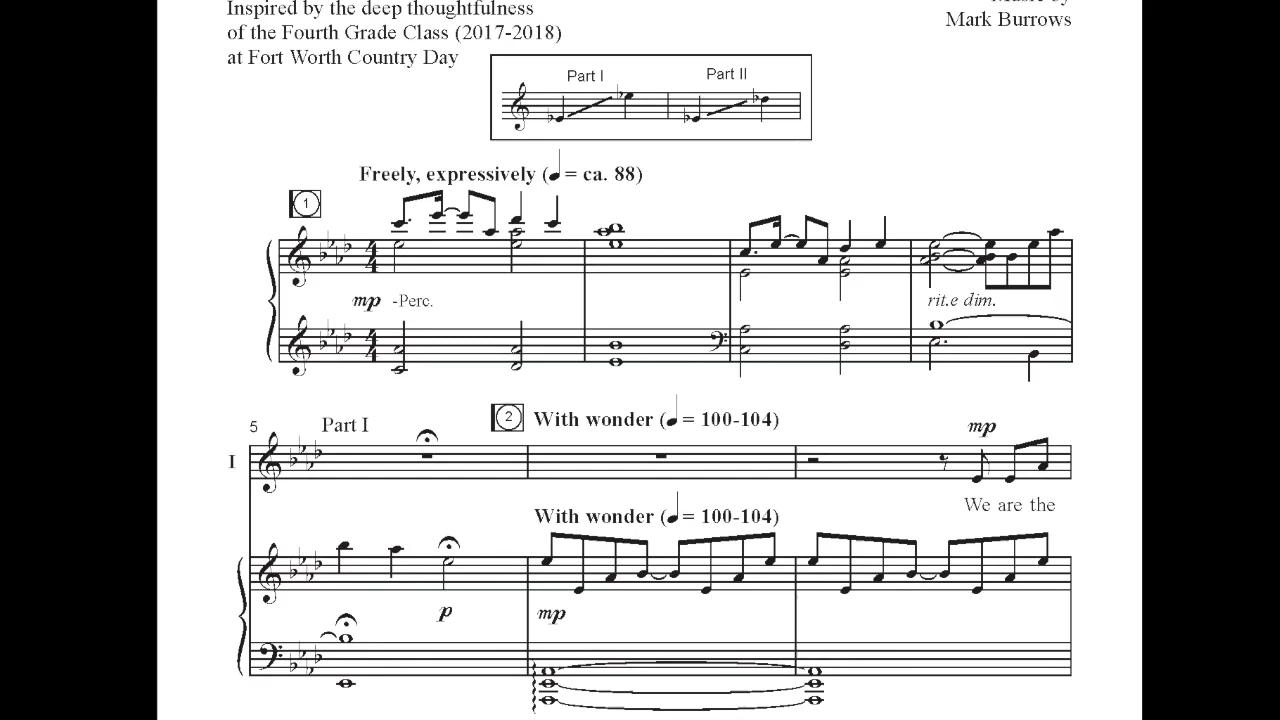 Inspired by the deep thoughtfulness
of the Fourth Grade Class (2017-2018)
at Fort Worth Country Day
Music by
Mark Burrows
Part I
Part II
Freely, expressively (♩ = ca. 88)
1
mp -Perc.
rit.e dim.
5
Part I
2
With wonder (♩ = 100-104)
mp
I
We are the
With wonder (♩ = 100-104)
p
mp